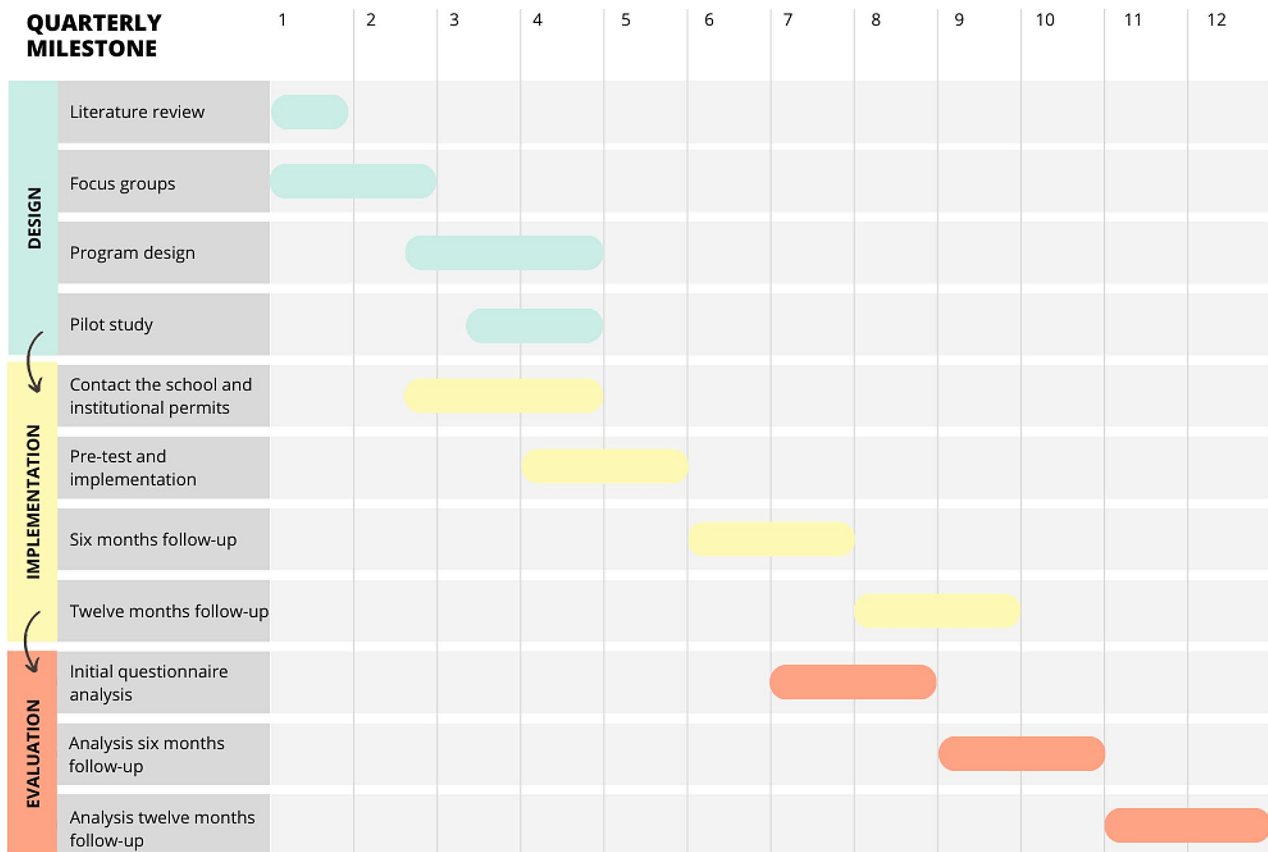 QUARTERLY
MILESTONE
1 2 3 4 5 6 7 8 9 10 11 12
DESIGN
Literature review
Focus groups
Program design
Pilot study
IMPLEMENTATION
Contact the school and
institutional permits
Pre-test and
implementation
Six months follow-up
Twelve months follow-up
EVALUATION
Initial questionnaire
analysis
Analysis six months
follow-up
Analysis twelve months
follow-up